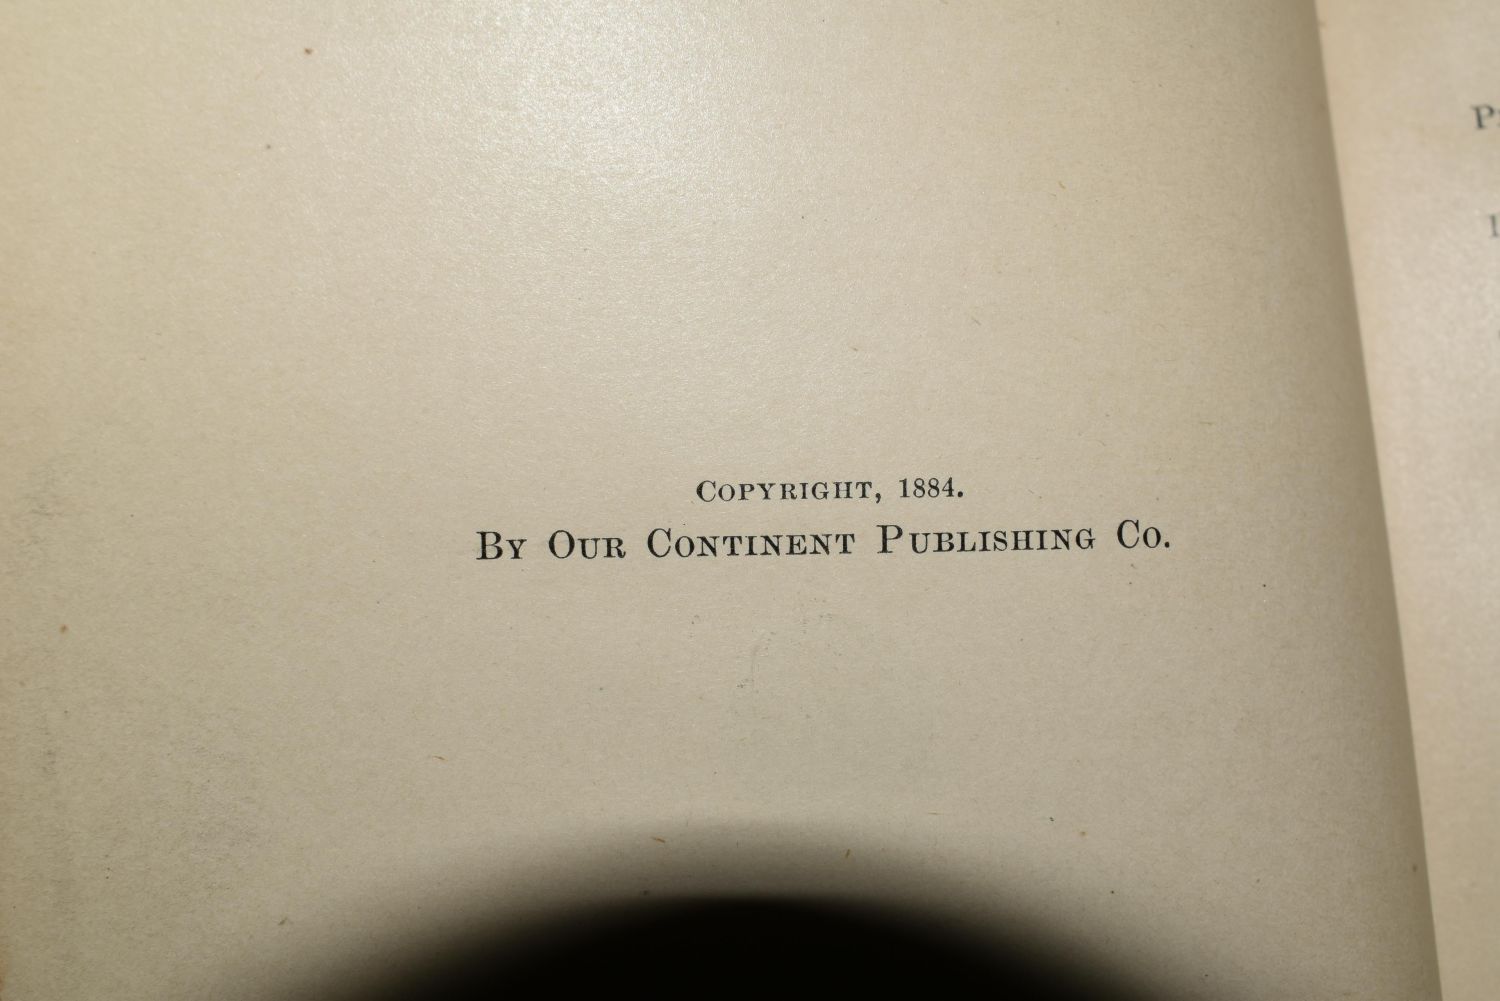 COPYRIGHT, 1884.
BY OUR CONTINENT PUBLISHING CO.